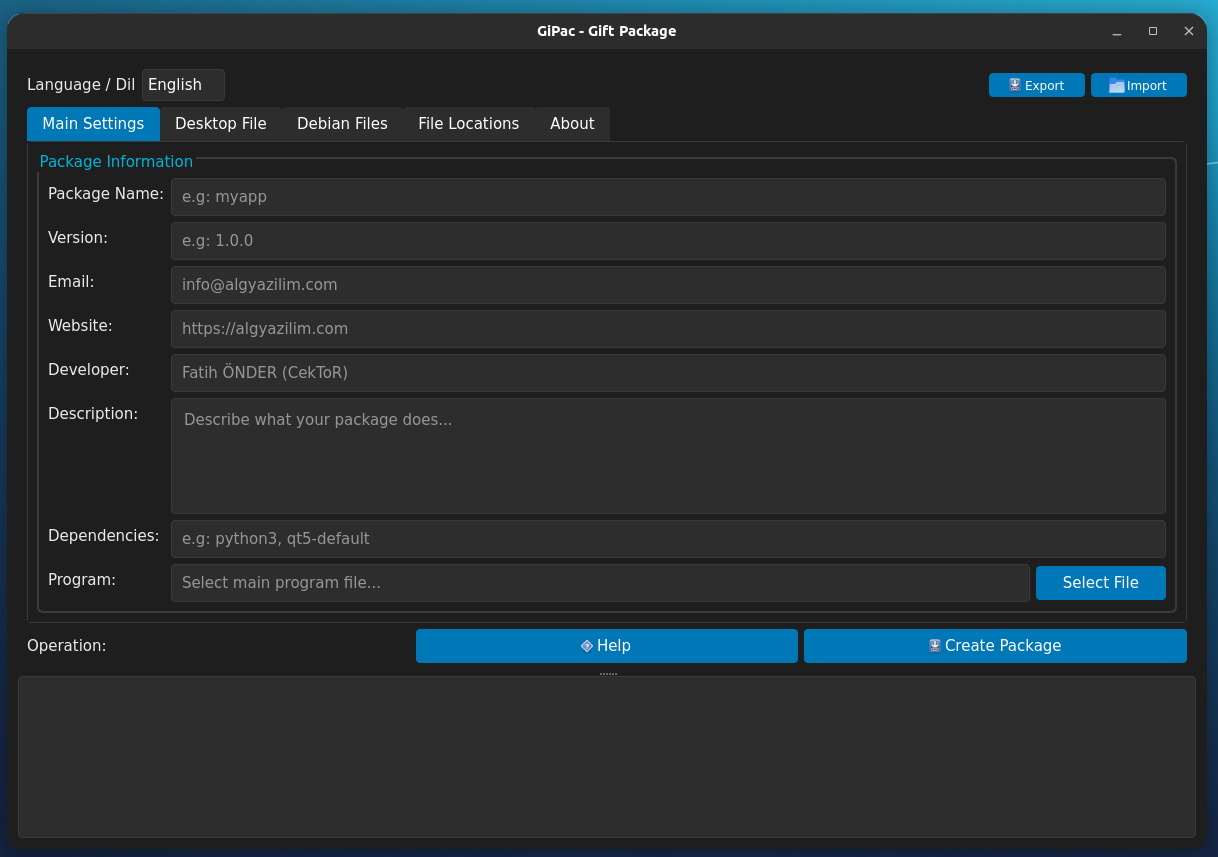 GiPac - Gift Package
Language / Dil English
Export Import
Main Settings Desktop File Debian Files File Locations About
Package Information
Package Name: e.g: myapp
Version: e.g: 1.0.0
Email: info@algyazilim.com
Website: https://algyazilim.com
Developer: Fatih ÖNDER (CekToR)
Description: Describe what your package does...
Dependencies: e.g: python3, qt5-default
Program: Select main program file... Select File
Operation: Help Create Package